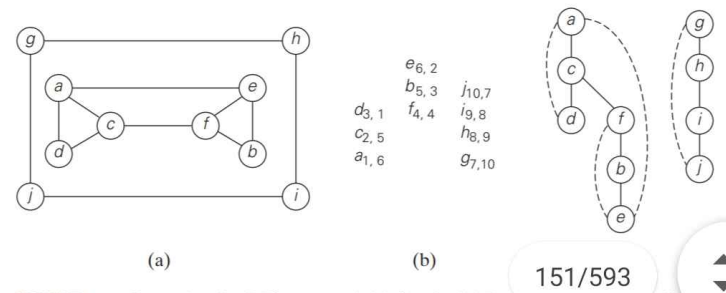 g h
a e
c f
d b
j i
(a)
e6, 2
b5, 3 j10,7
d3, 1 f4, 4 i9, 8
c2, 5 h8, 9
a1, 6 g7,10
(b)
a g
c h
d f i
b j
e
151/593